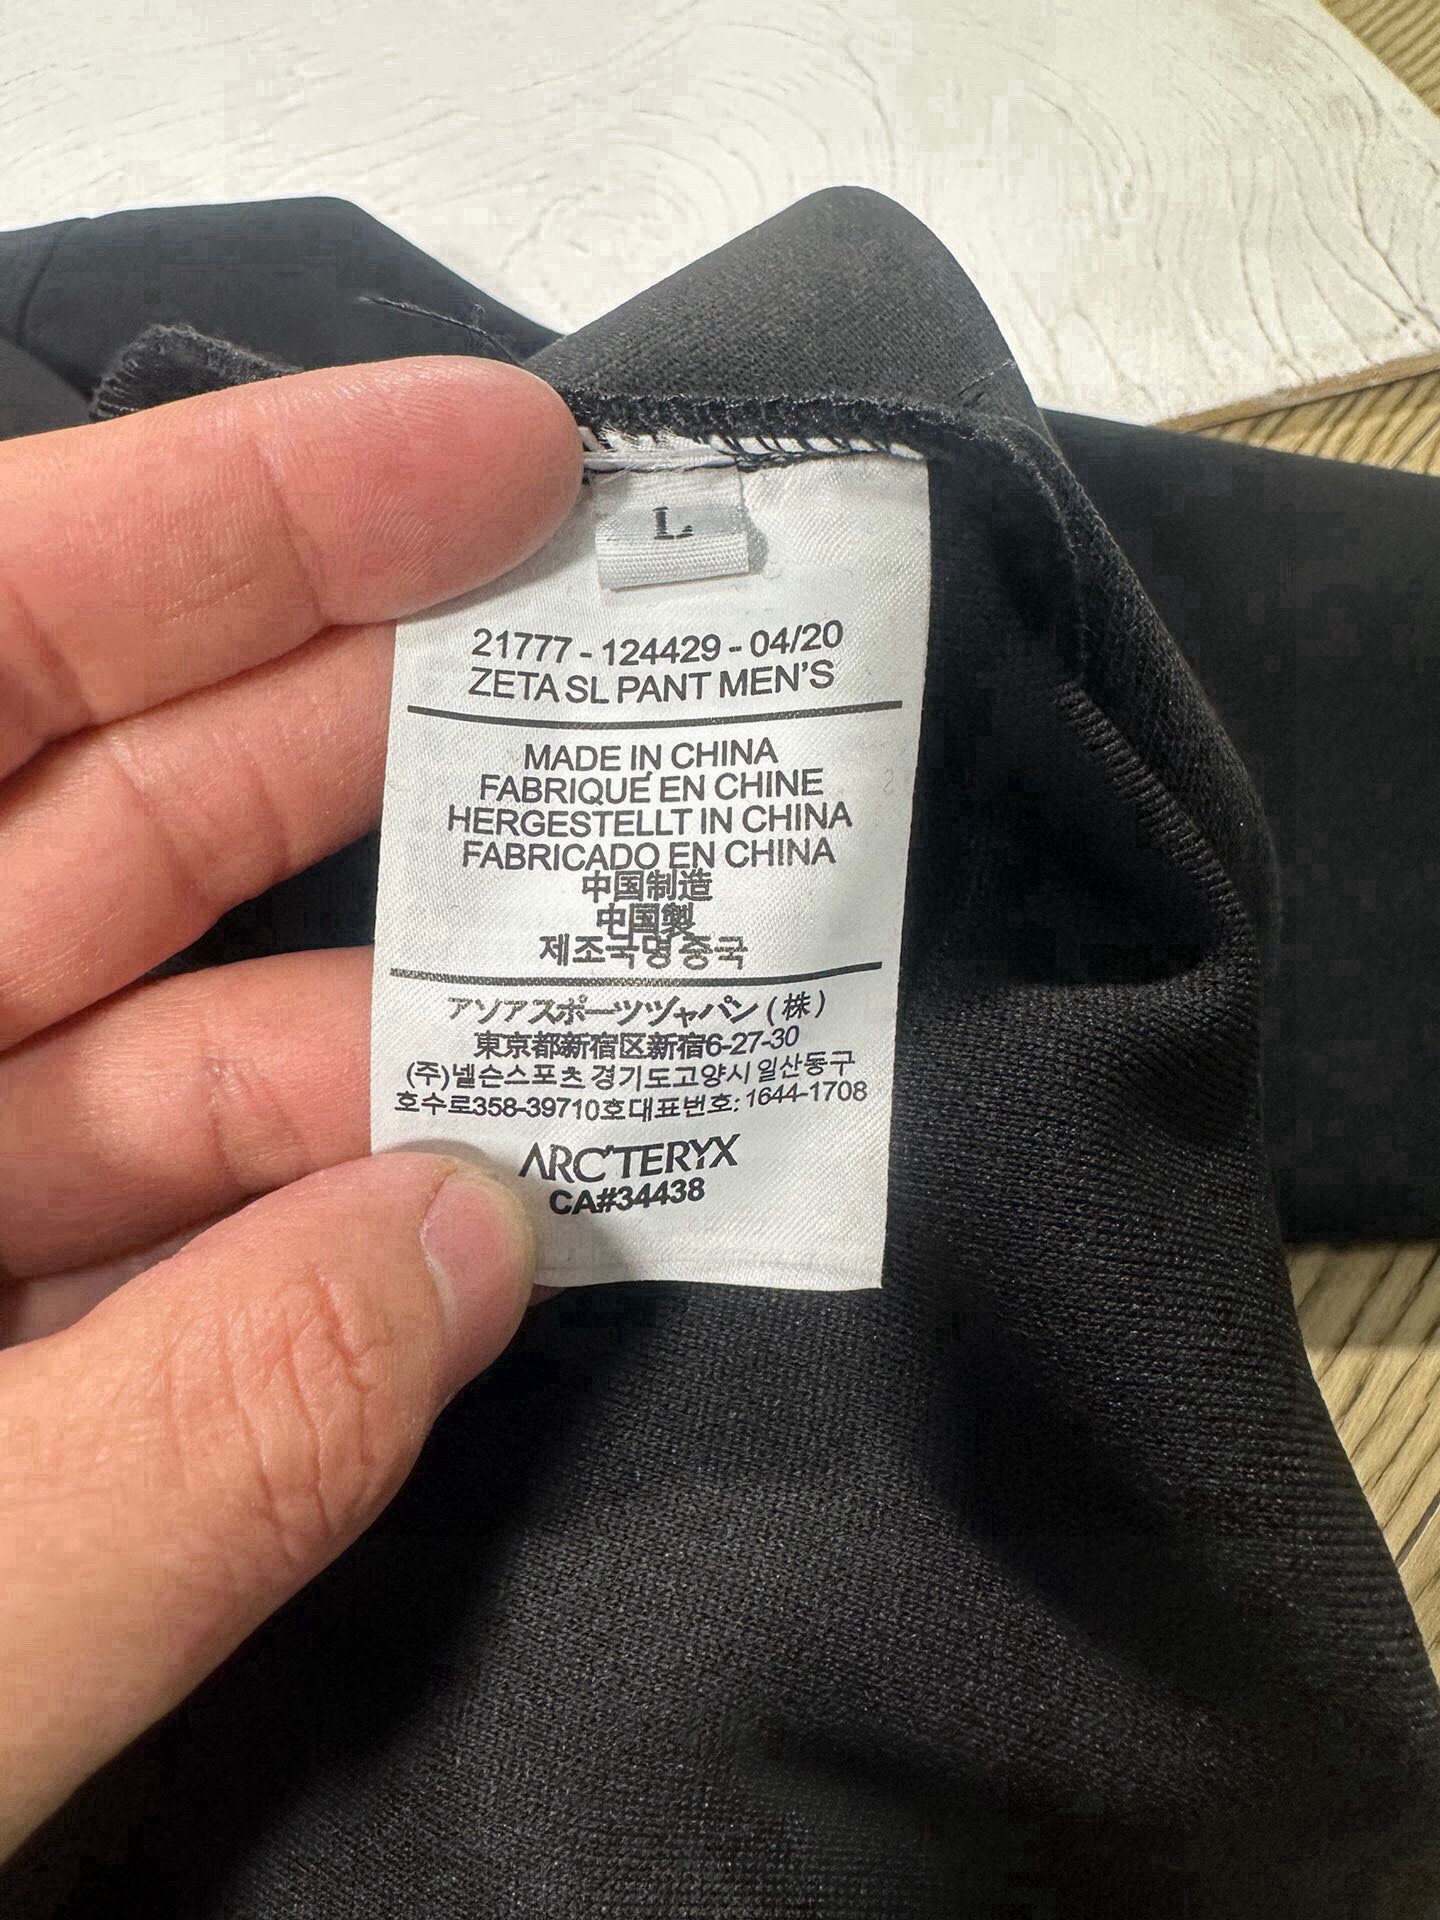 L
21777 - 124429 - 04/20
ZETA SL PANT MEN'S
MADE IN CHINA
FABRIQUE EN CHINE
HERGESTELLT IN CHINA
FABRICADO EN CHINA
中国制造
中国製
제조국명 중국
アソアスポーツヅャパン (株)
東京都新宿区新宿6-27-30
(주)넬슨스포츠 경기도고양시 일산동구
호수로358-39710호대표번호: 1644-1708
ARC'TERYX
CA#34438